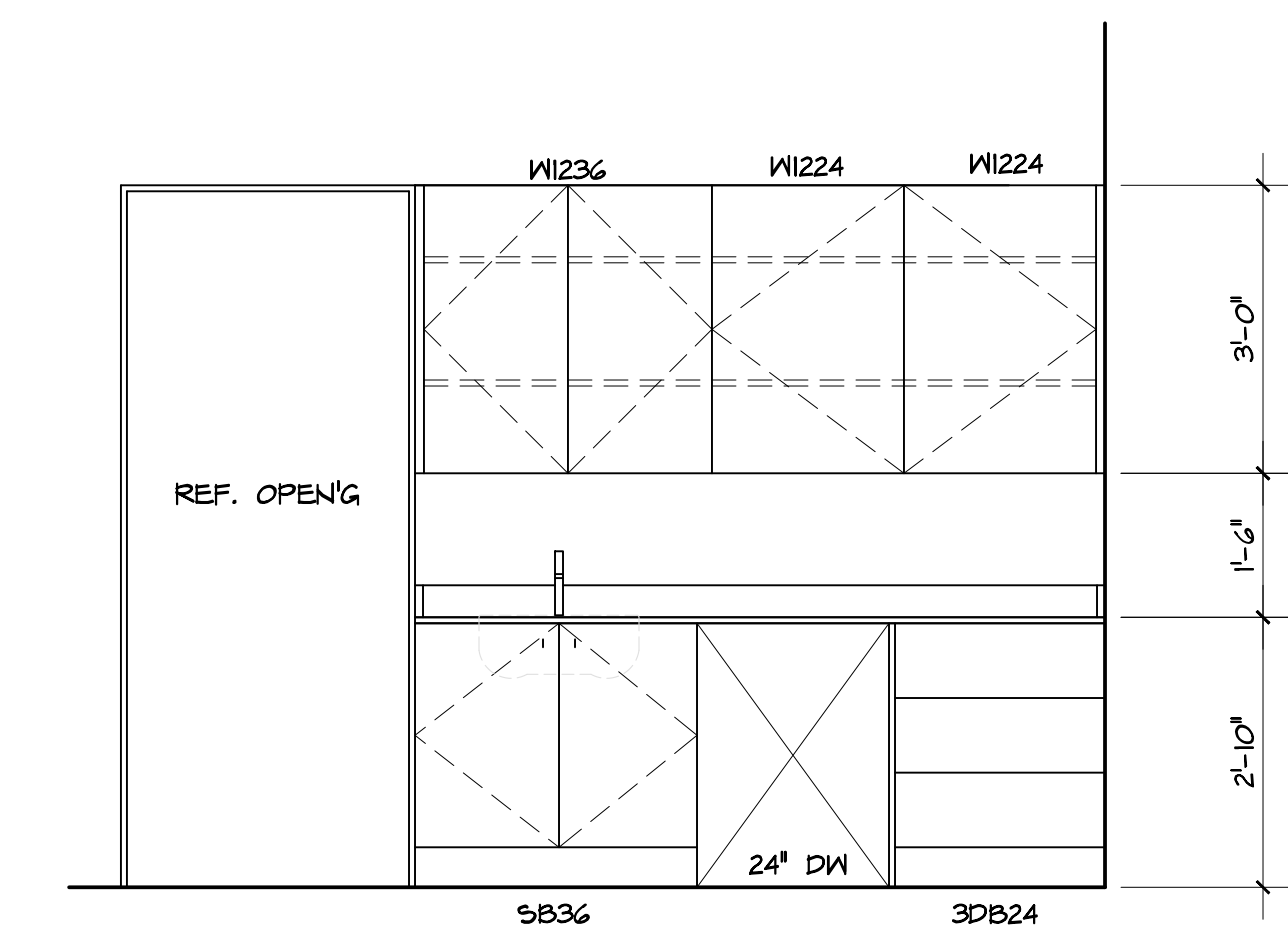 W1236
W1224
W1224
3'-0"
REF. OPEN'G
1'-6"
2'-10"
24" DW
SB36
3DB24